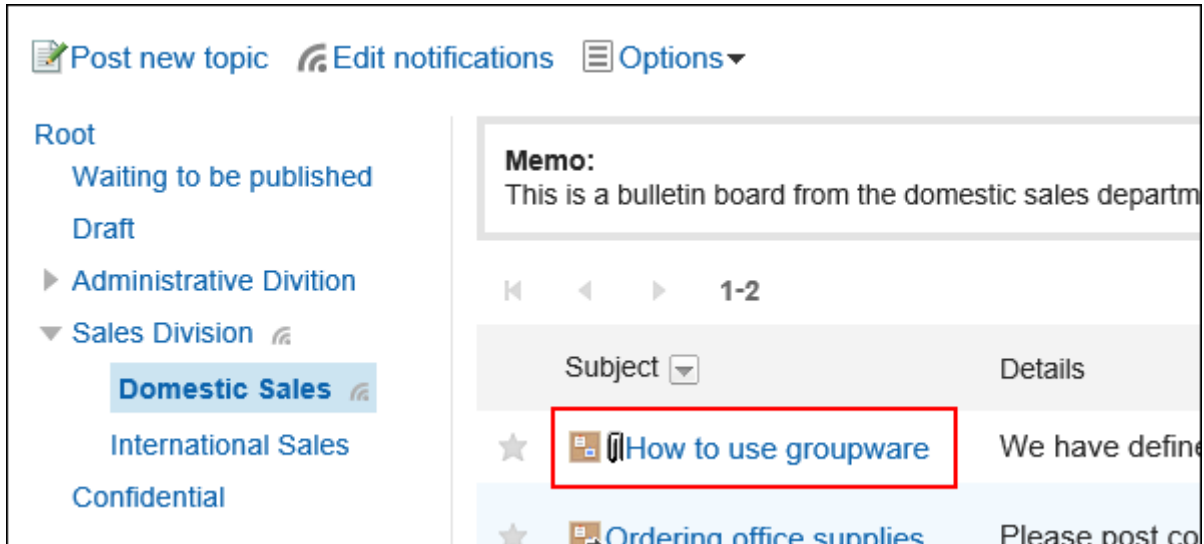 Post new topic Edit notifications Options
Root
Waiting to be published
Draft
Administrative Divition
Sales Division
Domestic Sales
International Sales
Confidential
Memo:
This is a bulletin board from the domestic sales departm
1-2
Subject Details
How to use groupware We have define
Ordering office supplies Please post co